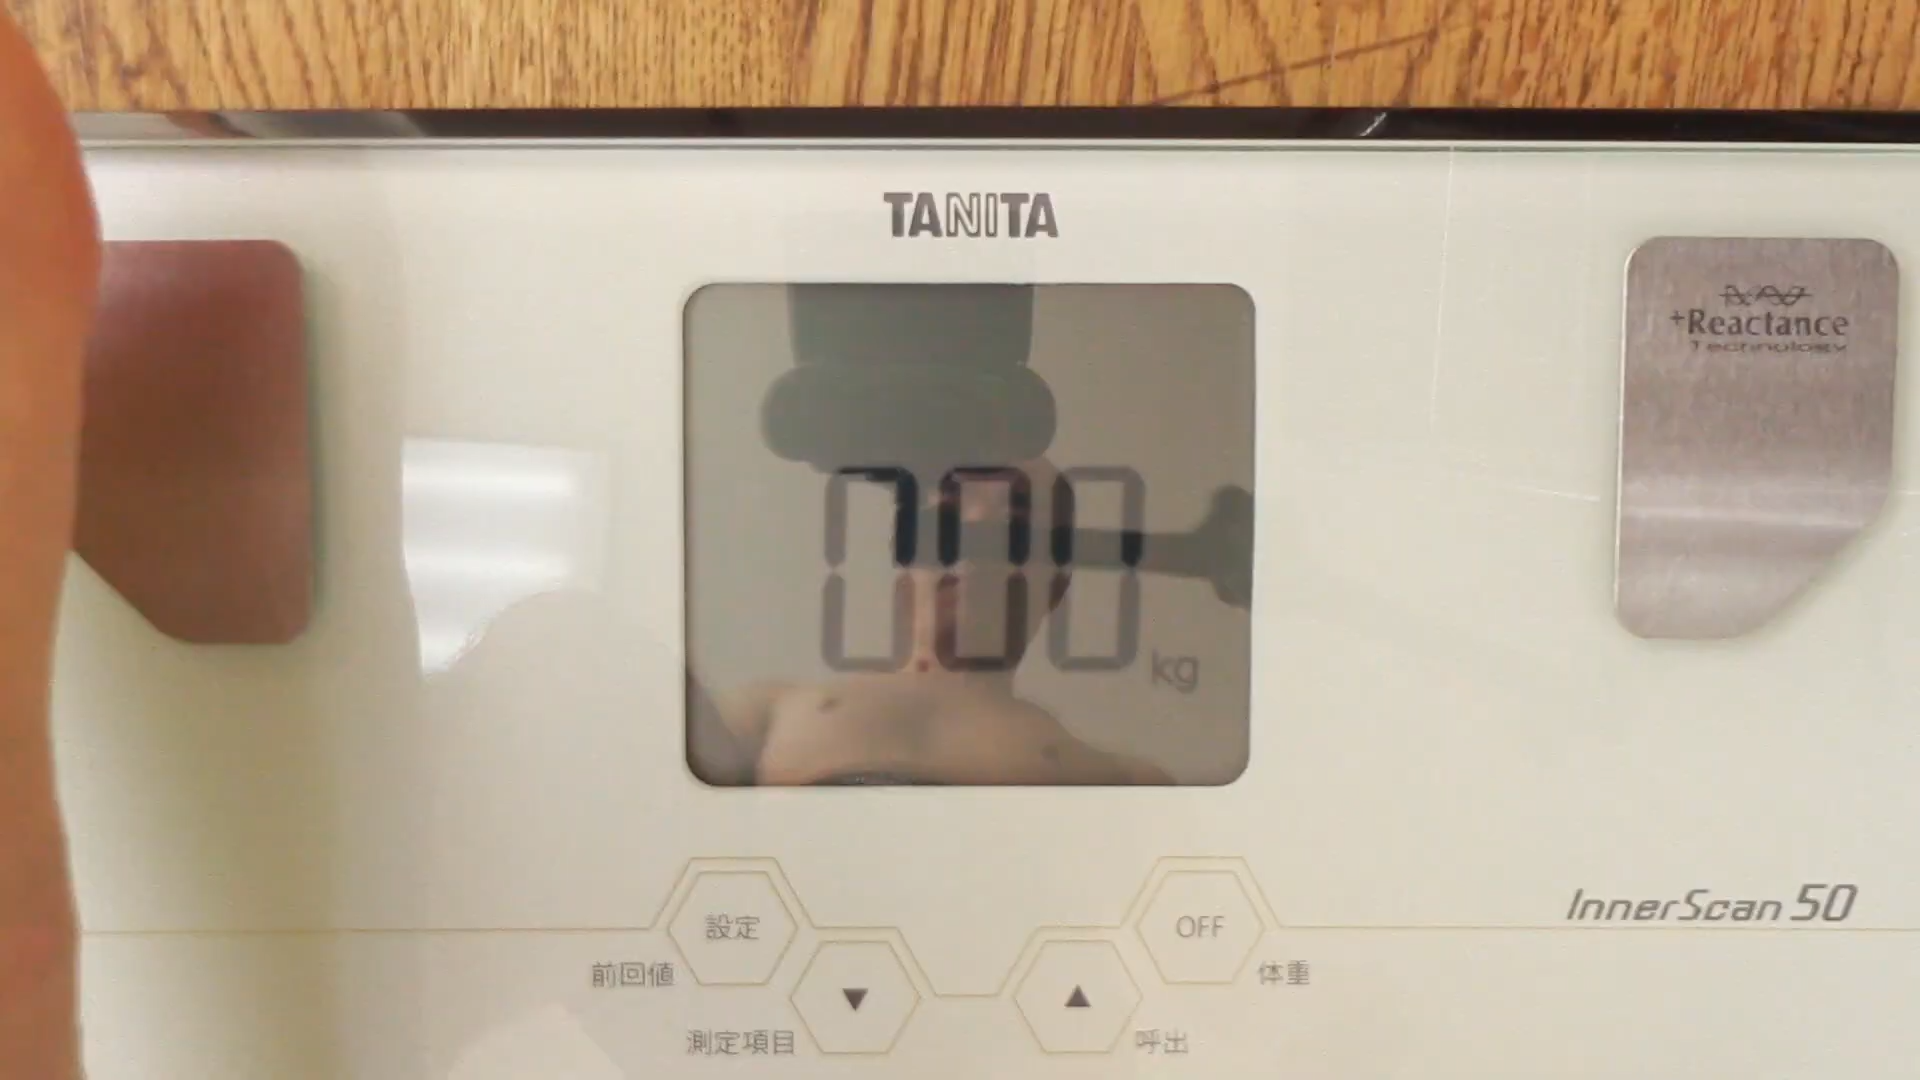 TANITA
+Reactance
Technology
kg
InnerScan 50
設定
OFF
前回値
体重
▼
▲
測定項目
呼出